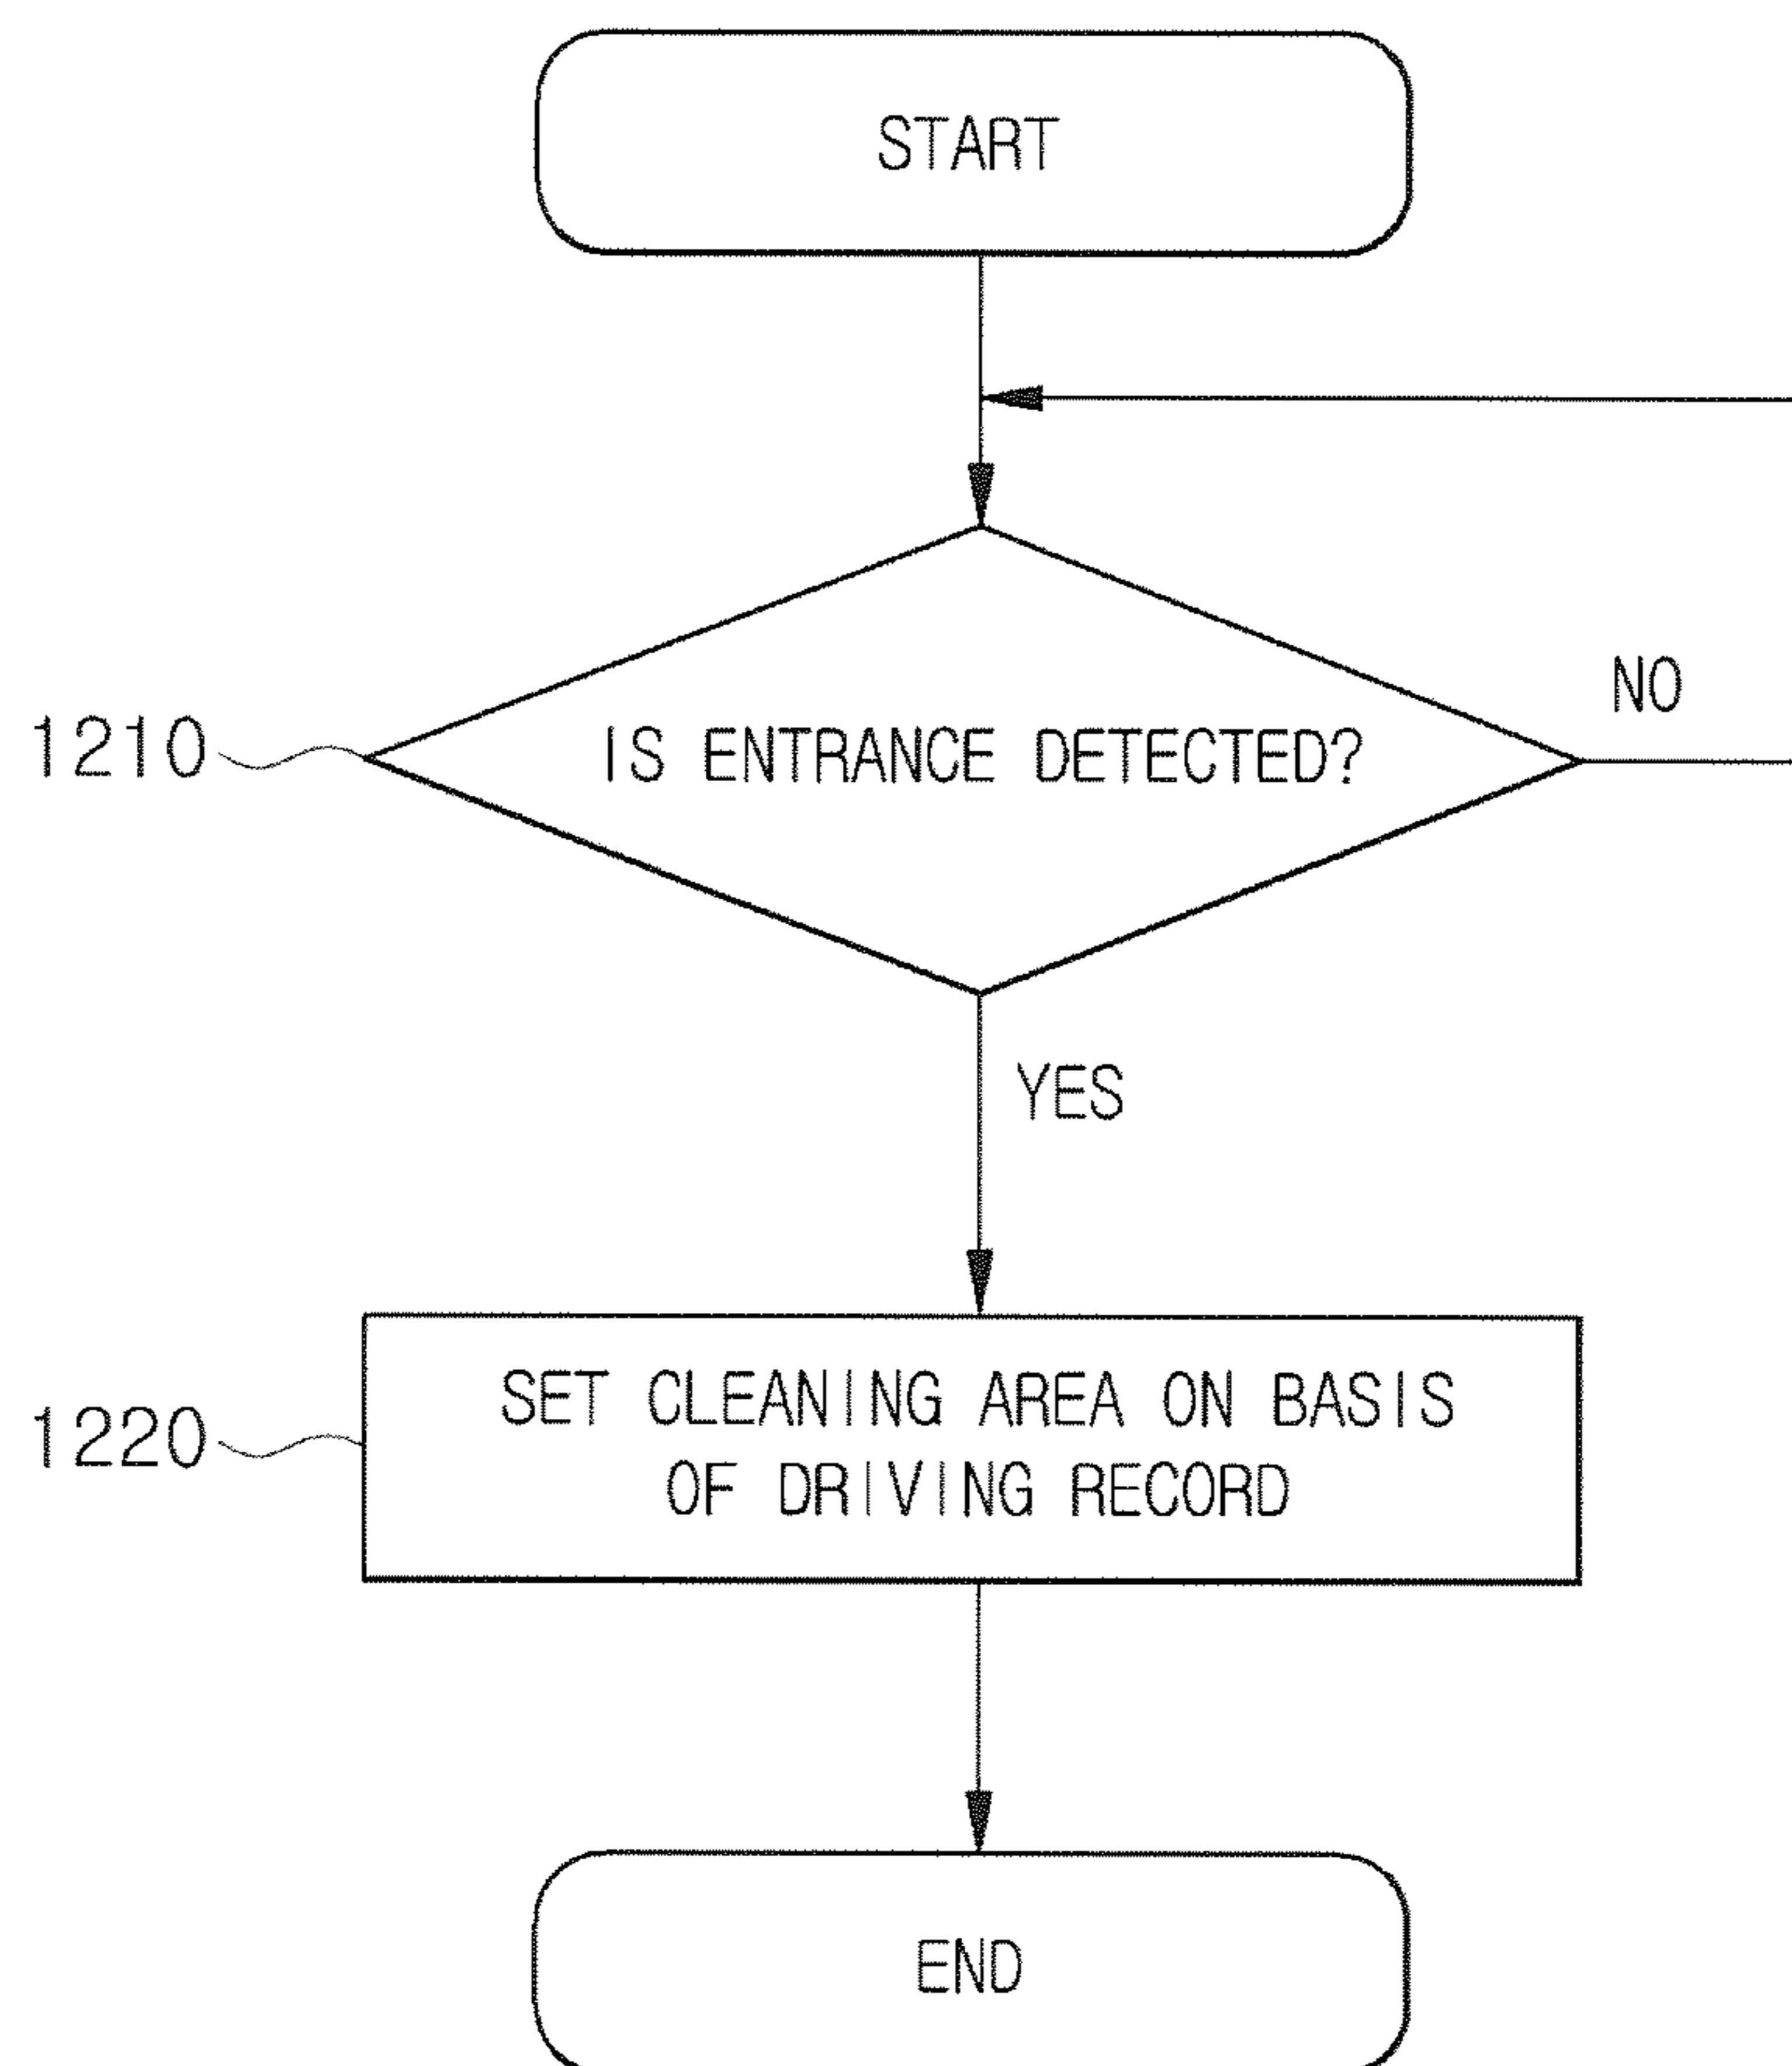 START
NO
1210
IS ENTRANCE DETECTED?
YES
SET CLEANING AREA ON BASIS
1220
OF DRIVING RECORD
END